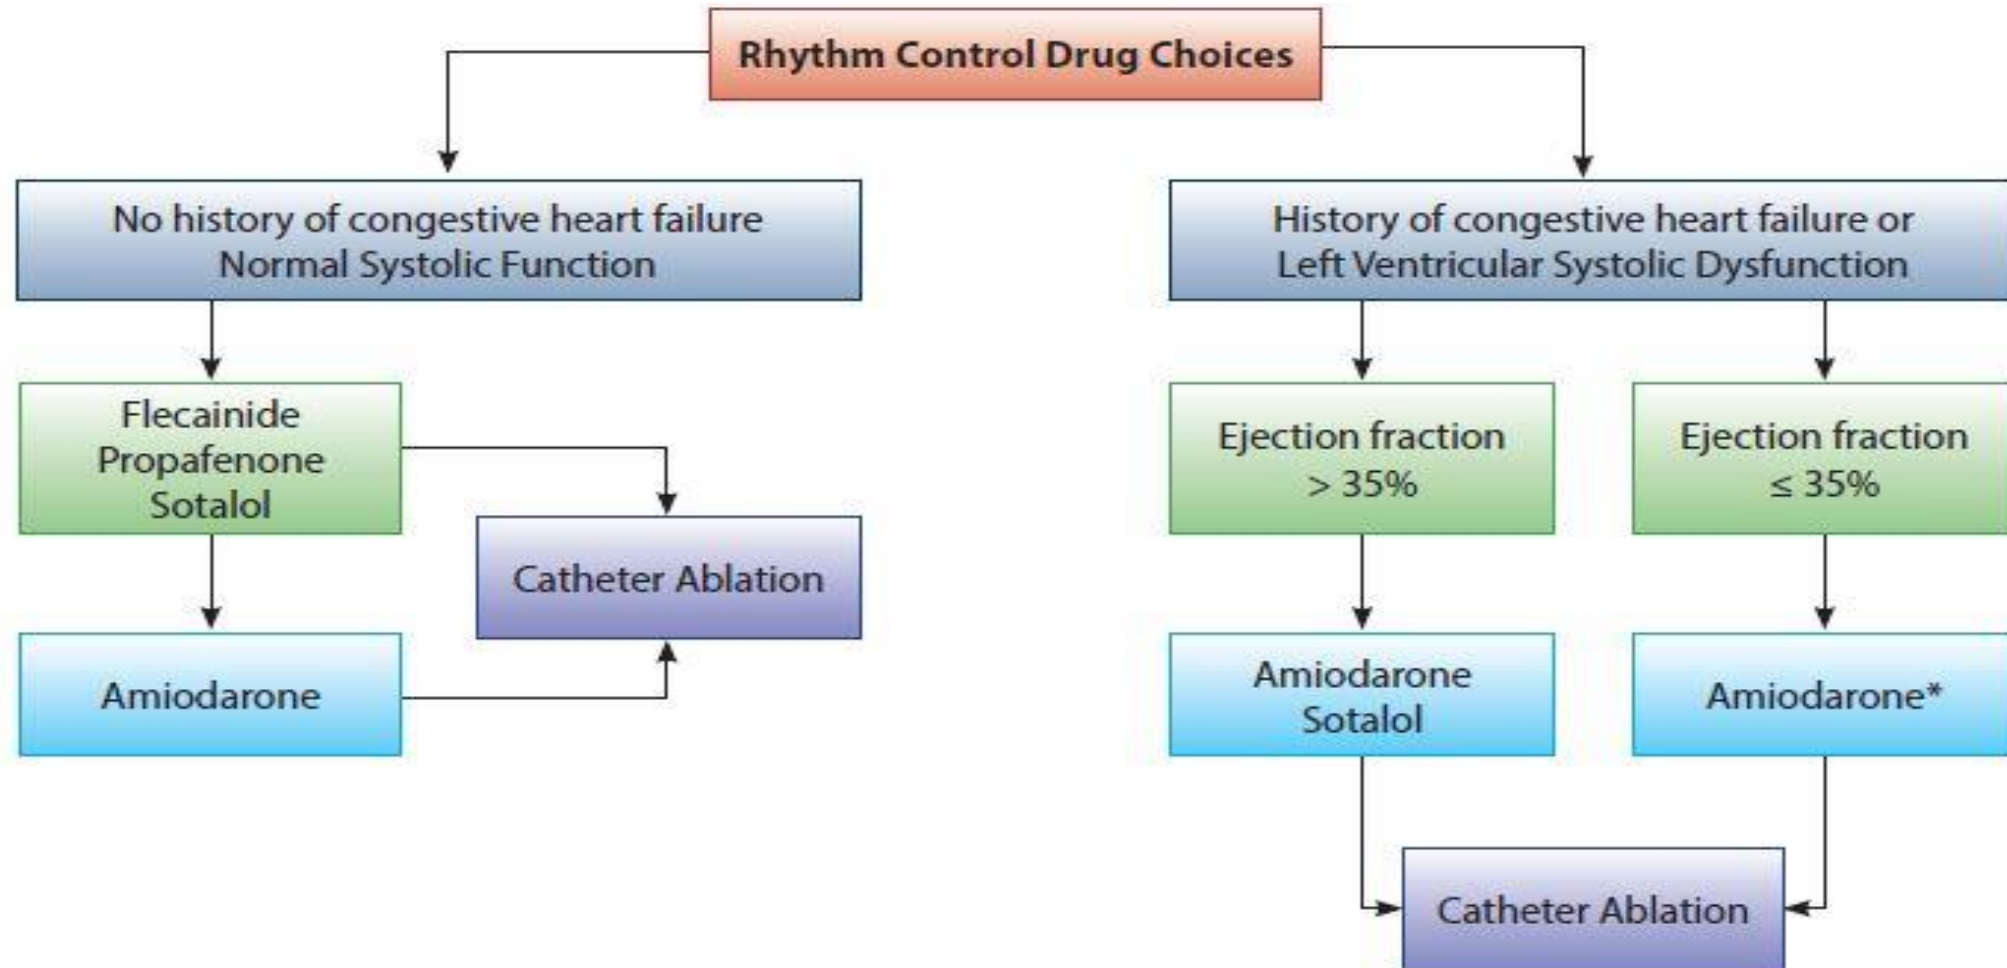 Rhythm Control Drug Choices
No history of congestive heart failure
Normal Systolic Function
Flecainide
Propafenone
Sotalol
Catheter Ablation
Amiodarone
History of congestive heart failure or
Left Ventricular Systolic Dysfunction
Ejection fraction
> 35%
Ejection fraction
≤ 35%
Amiodarone
Sotalol
Amiodarone*
Catheter Ablation